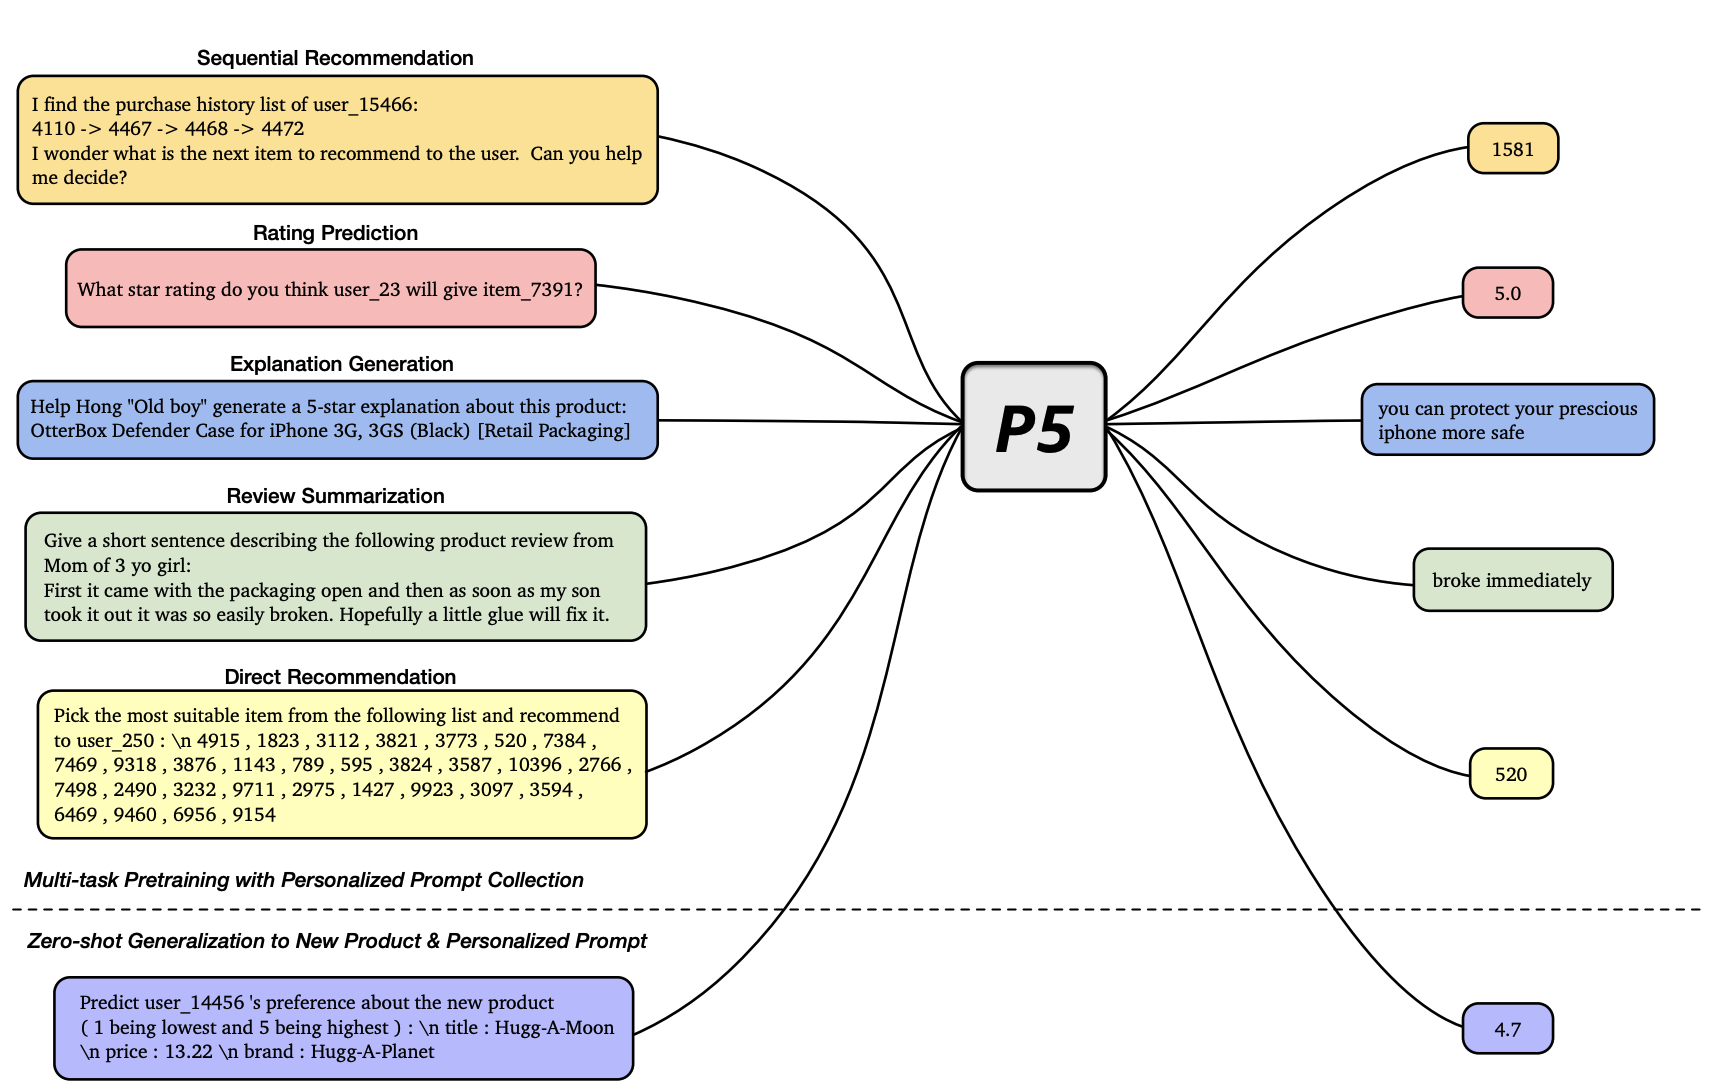 Sequential Recommendation
I find the purchase history list of user_15466:
4110 -> 4467 -> 4468 -> 4472
I wonder what is the next item to recommend to the user.  Can you help
me decide?
Rating Prediction
What star rating do you think user_23 will give item_7391?
Explanation Generation
Help Hong "Old boy" generate a 5-star explanation about this product:
OtterBox Defender Case for iPhone 3G, 3GS (Black) [Retail Packaging]
Review Summarization
Give a short sentence describing the following product review from
Mom of 3 yo girl:
First it came with the packaging open and then as soon as my son
took it out it was so easily broken. Hopefully a little glue will fix it.
Direct Recommendation
Pick the most suitable item from the following list and recommend
to user_250 : \n 4915 , 1823 , 3112 , 3821 , 3773 , 520 , 7384 ,
7469 , 9318 , 3876 , 1143 , 789 , 595 , 3824 , 3587 , 10396 , 2766 ,
7498 , 2490 , 3232 , 9711 , 2975 , 1427 , 9923 , 3097 , 3594 ,
6469 , 9460 , 6956 , 9154
Multi-task Pretraining with Personalized Prompt Collection
Zero-shot Generalization to New Product & Personalized Prompt
Predict user_14456 's preference about the new product
( 1 being lowest and 5 being highest ) : \n title : Hugg-A-Moon
\n price : 13.22 \n brand : Hugg-A-Planet
P5
1581
5.0
you can protect your prescious
iphone more safe
broke immediately
520
4.7